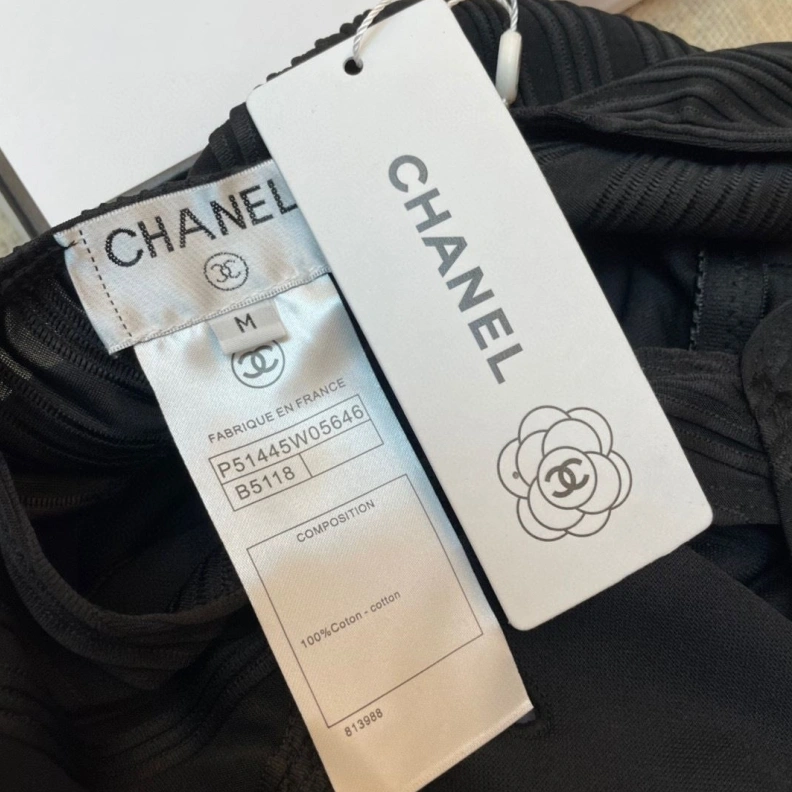 CHANEL
M
FABRIQUE EN FRANCE
P51445W05646
B5118
COMPOSITION
100%Coton - cotton
813988
CHANEL